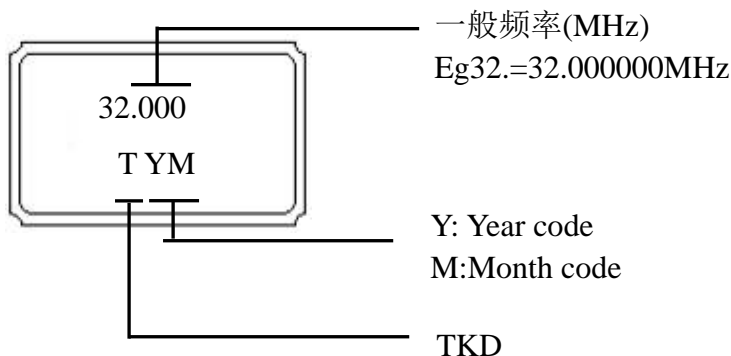 一般频率(MHz)
Eg32.=32.000000MHz
32.000
T YM
Y: Year code
M:Month code
TKD